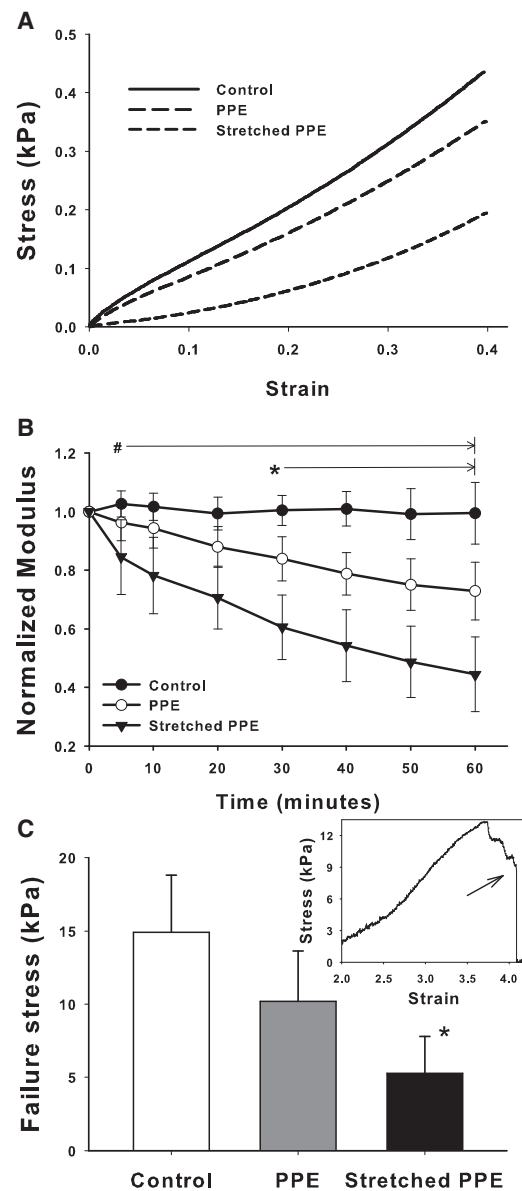 A
Stress (kPa)
0.5
0.4
0.3
0.2
0.1
0.0
Control
PPE
Stretched PPE
0.0 0.1 0.2 0.3 0.4
Strain
B
Normalized Modulus
1.2
1.0
0.8
0.6
0.4
0.2
#
*
Control
PPE
Stretched PPE
0 10 20 30 40 50 60
Time (minutes)
C
Failure stress (kPa)
20
15
10
5
0
Stress (kPa)
12
9
6
3
0
2.0 2.5 3.0 3.5 4.0
Strain
*
Control PPE Stretched PPE